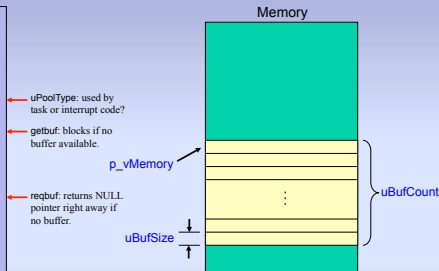 Memory
uPoolType: used by
task or interrupt code?
getbuf: blocks if no
buffer available.
p_vMemory
reqbuf: returns NULL
pointer right away if
no buffer.
uBufCount
uBufSize